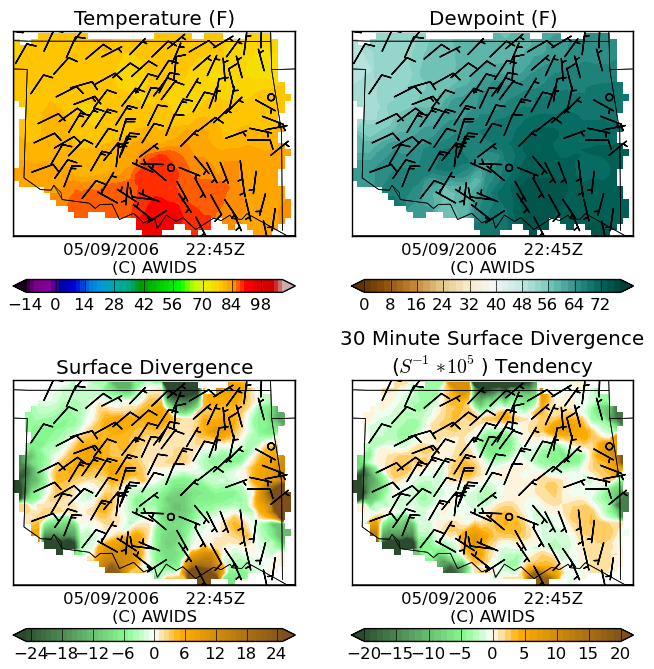 Temperature (F)
Dewpoint (F)
05/09/2006 22:45Z
(C) AWIDS
05/09/2006 22:45Z
(C) AWIDS
−14 0 14 28 42 56 70 84 98
0 8 16 24 32 40 48 56 64 72
Surface Divergence
30 Minute Surface Divergence
(S⁻¹ *10⁵ ) Tendency
05/09/2006 22:45Z
(C) AWIDS
05/09/2006 22:45Z
(C) AWIDS
−24 −18 −12 −6 0 6 12 18 24
−20 −15 −10 −5 0 5 10 15 20